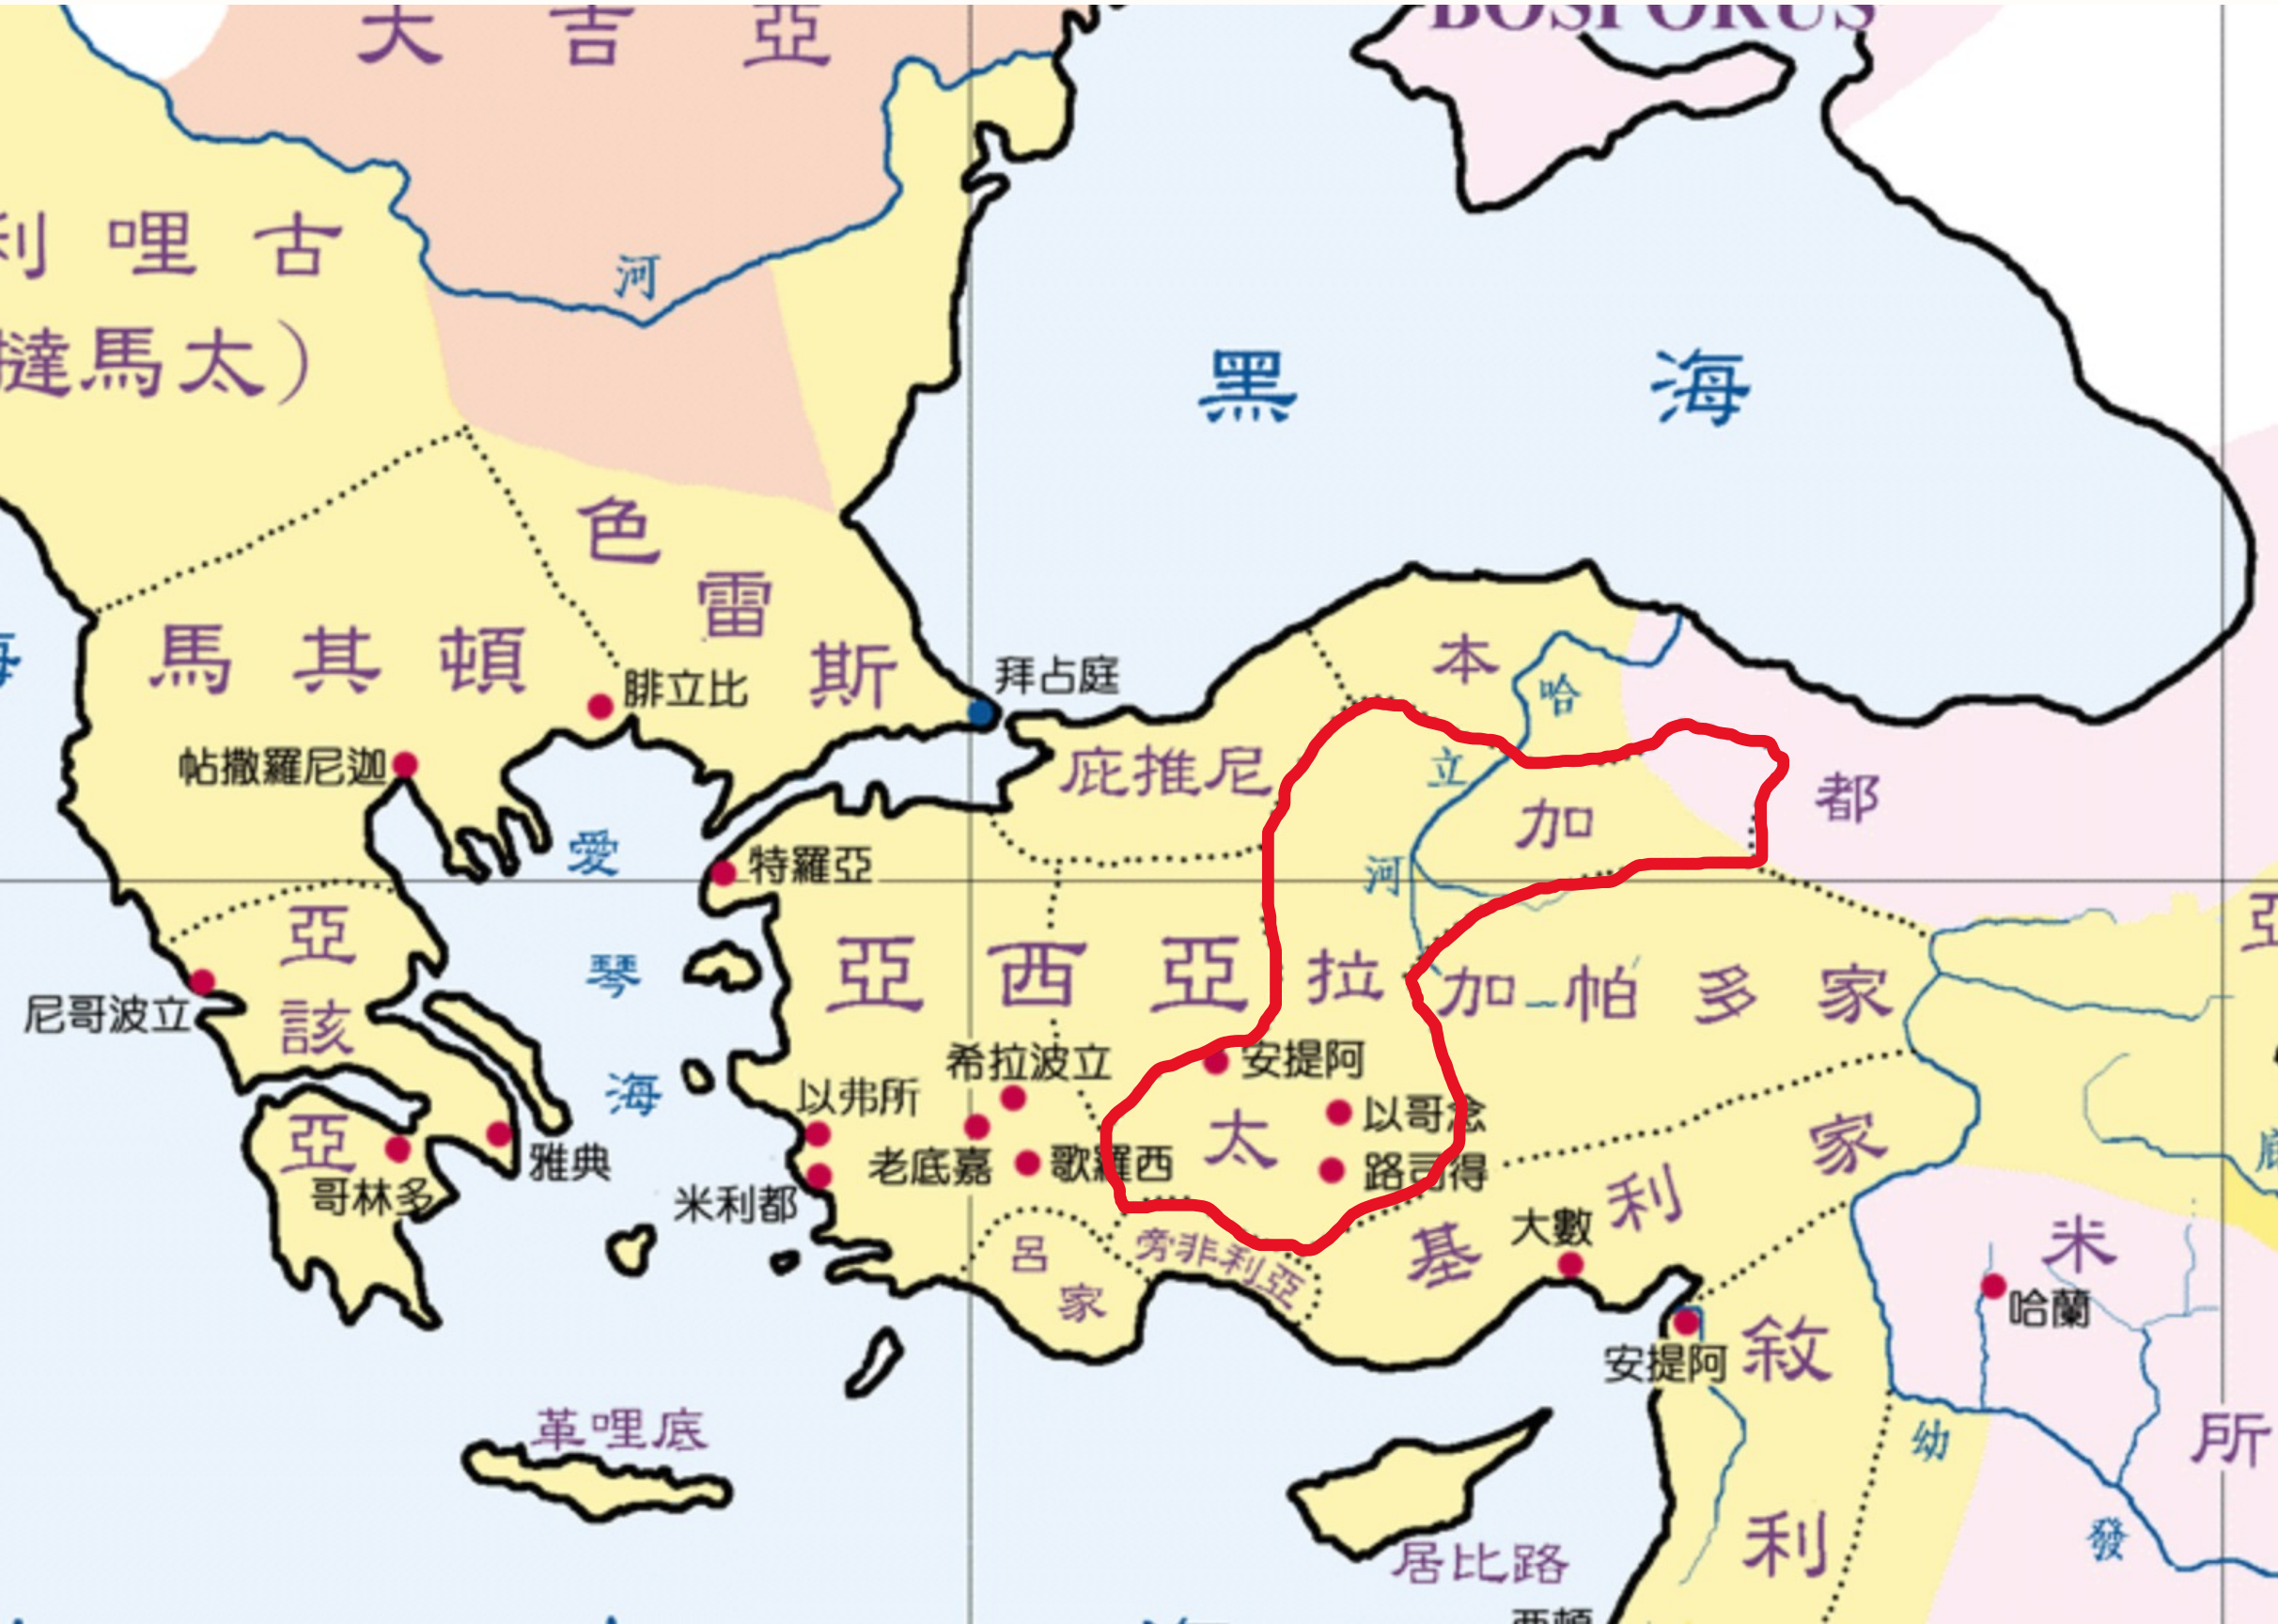 BOSPORUS
大吉亞
利哩古
撻馬太）
河
黑海
色雷斯
馬其頓
腓立比
拜占庭
帖撒羅尼迦
本都
哈立河
庇推尼
加拉太
愛琴海
特羅亞
亞該亞
尼哥波立
亞西亞
加帕多家
希拉波立
安提阿
以弗所
以哥念
老底嘉
歌羅西
路司得
米利都
雅典
哥林多
呂家
旁非利亞
基利家
大數
米
所
哈蘭
安提阿
敘利
幼發
革哩底
居比路
海